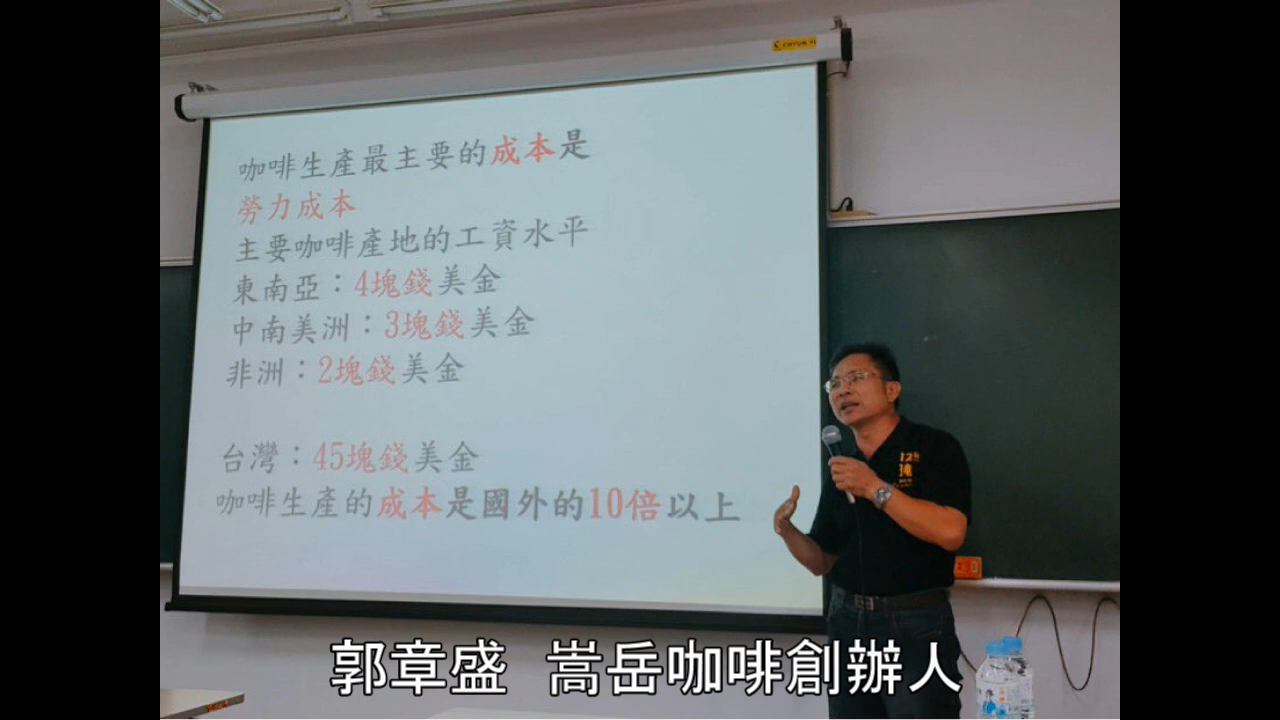 CHYUN YI
咖啡生產最主要的成本是
勞力成本
主要咖啡產地的工資水平
東南亞：4塊錢美金
中南美洲：3塊錢美金
非洲：2塊錢美金
台灣：45塊錢美金
咖啡生產的成本是國外的10倍以上
郭章盛 嵩岳咖啡創辦人